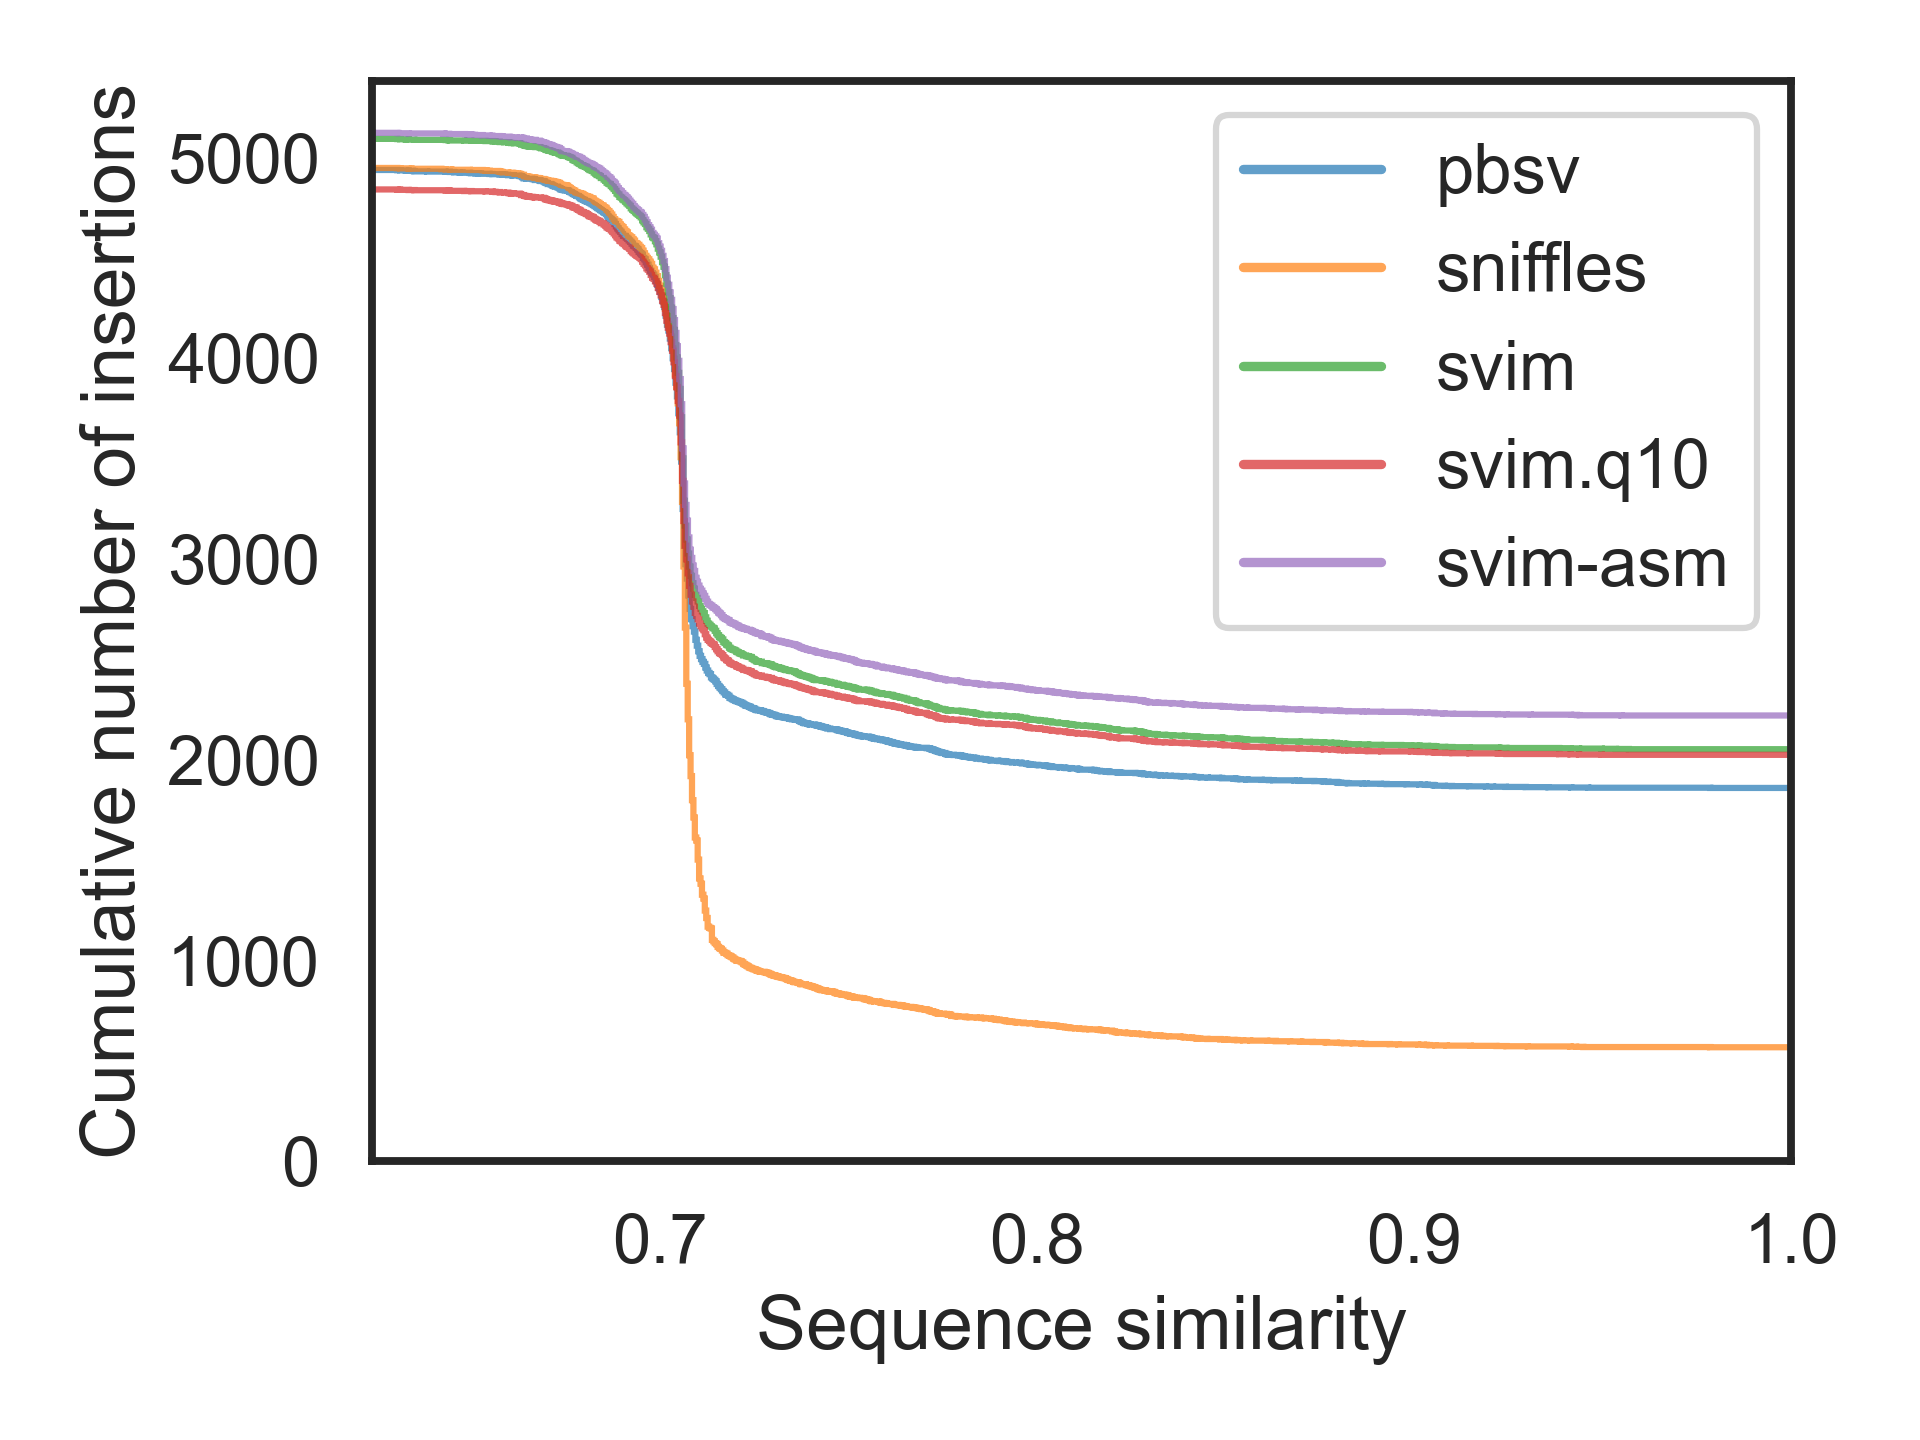 Cumulative number of insertions
5000
4000
3000
2000
1000
0
pbsv
sniffles
svim
svim.q10
svim-asm
0.7 0.8 0.9 1.0
Sequence similarity